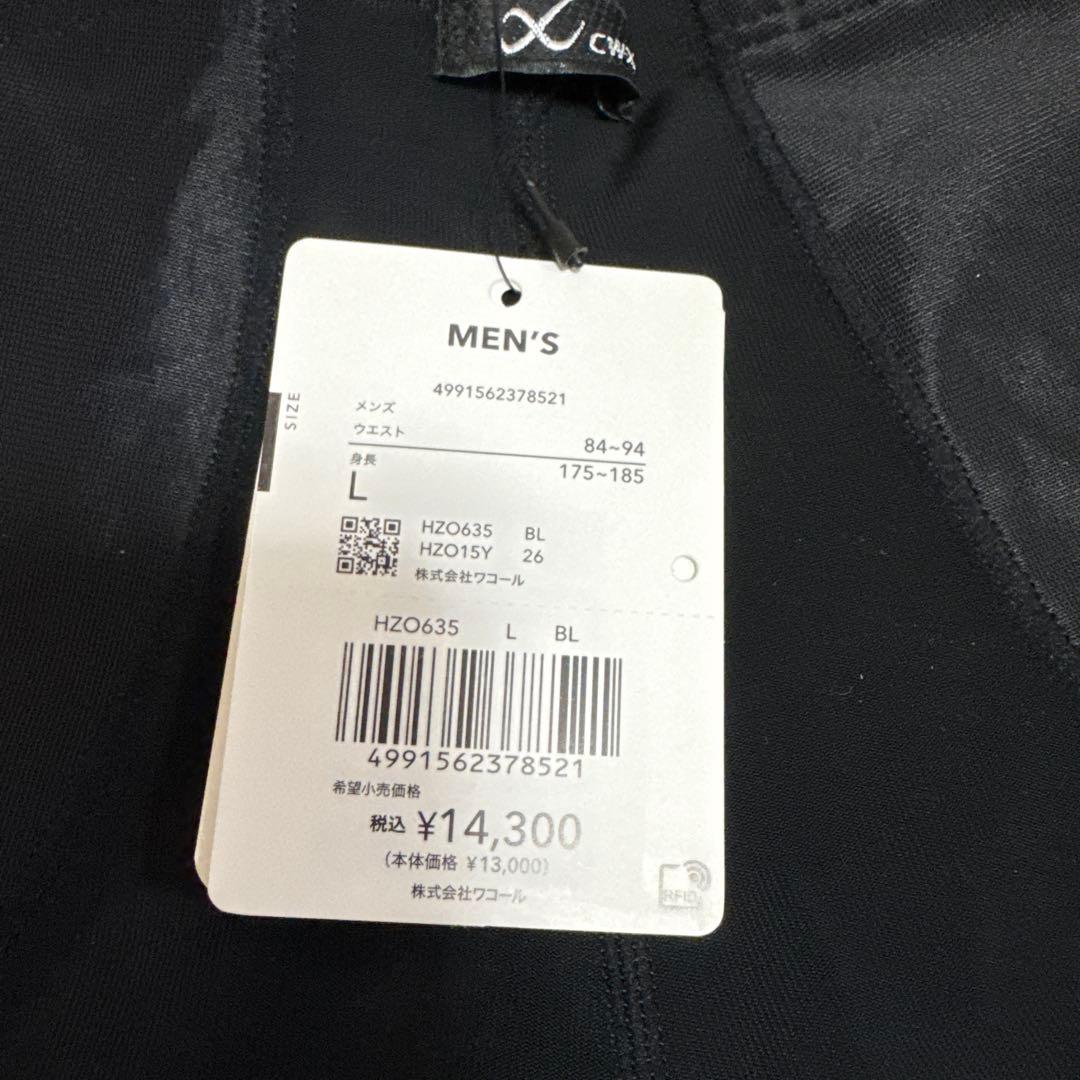 CW-X
MEN'S
4991562378521
SIZE
メンズ
ウエスト 84~94
身長 175~185
L
HZO635 BL
HZO15Y 26
株式会社ワコール
HZO635 L BL
4991562378521
希望小売価格
税込 ¥14,300
(本体価格 ¥13,000)
株式会社ワコール
RFID